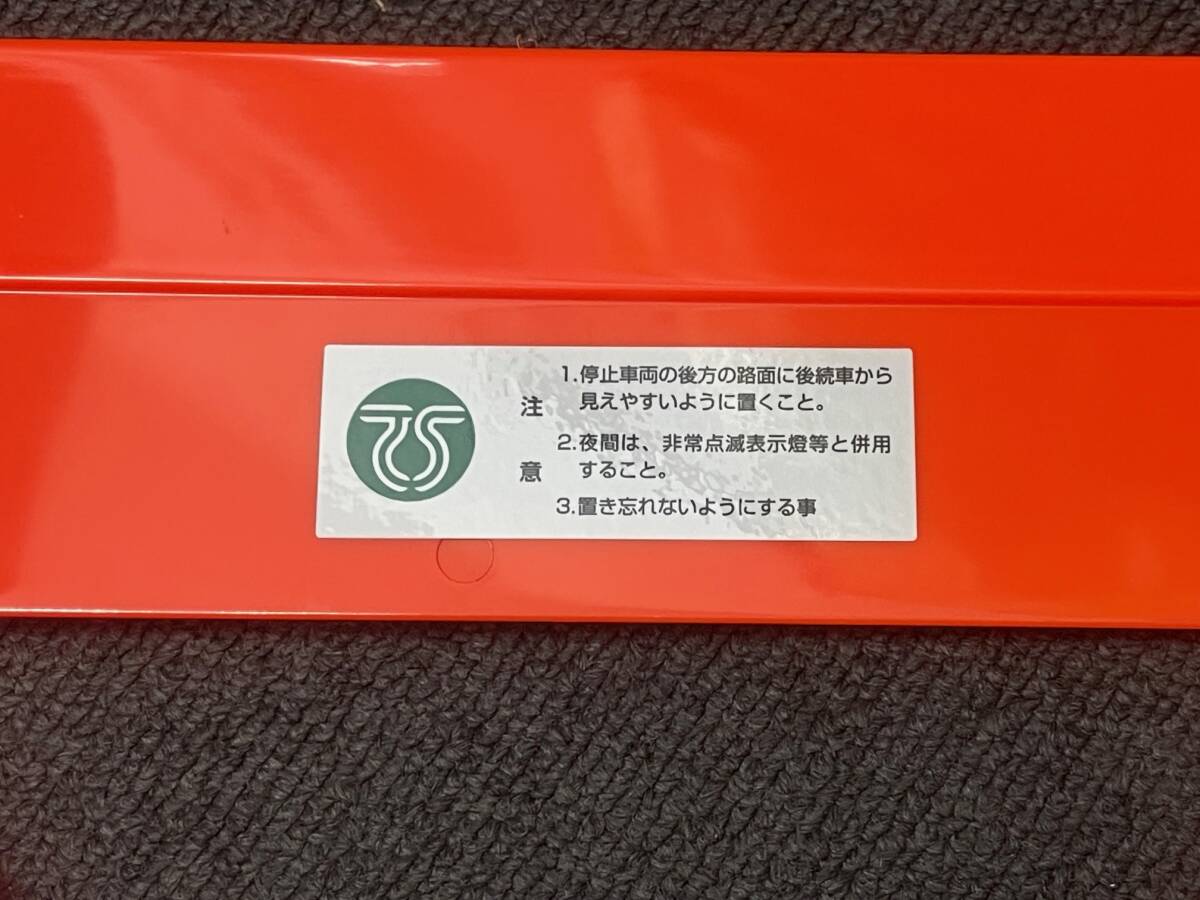 注意
1.停止車両の後方の路面に後続車から
見えやすいように置くこと。
2.夜間は、非常点滅表示燈等と併用
すること。
3.置き忘れないようにする事